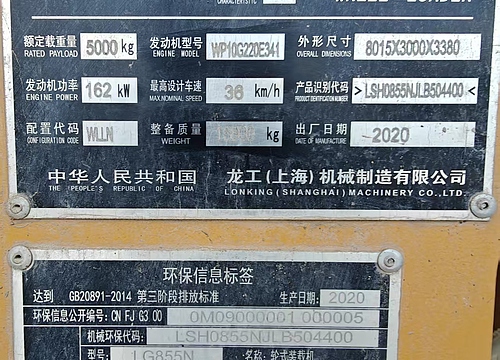 CHARACTERISTIC WHEEL LOADER
额定载重量 5000kg 发动机型号 WP10G220E341 外形尺寸 8015X3000X3380
RATED PAYLOAD ENGINE MODEL OVERALL DIMENSIONS
发动机功率 162 kW 最高设计车速 36 km/h 产品识别代码 >LSH0855NJLB504400<
ENGINE POWER MAX.NOMINAL SPEED PRODUCT IDENTIFICATION NUMBER
配置代码 WLLN 整备质量 kg 出厂日期 2020
CONFIGURATION CODE WEIGHT DATE OF MANUFACTURE
中华人民共和国 龙工(上海)机械制造有限公司
THE PEOPLE'S REPUBLIC OF CHINA LONKING (SHANGHAI) MACHINERY CO.,LTD.
环保信息标签
达到 GB20891-2014 第三阶段排放标准 生产日期: 2020
环保信息公开编号: CN FJ G3 00 0M09000001 000005
机械环保代码: LSH0855NJLB504400
型号: LG855N 名称: 轮式装载机